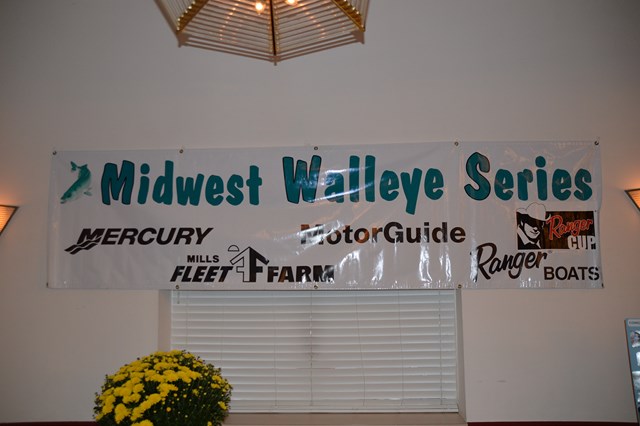 Midwest Walleye Series
MERCURY
MotorGuide
Ranger
CUP
MILLS
FLEET FARM
Ranger BOATS